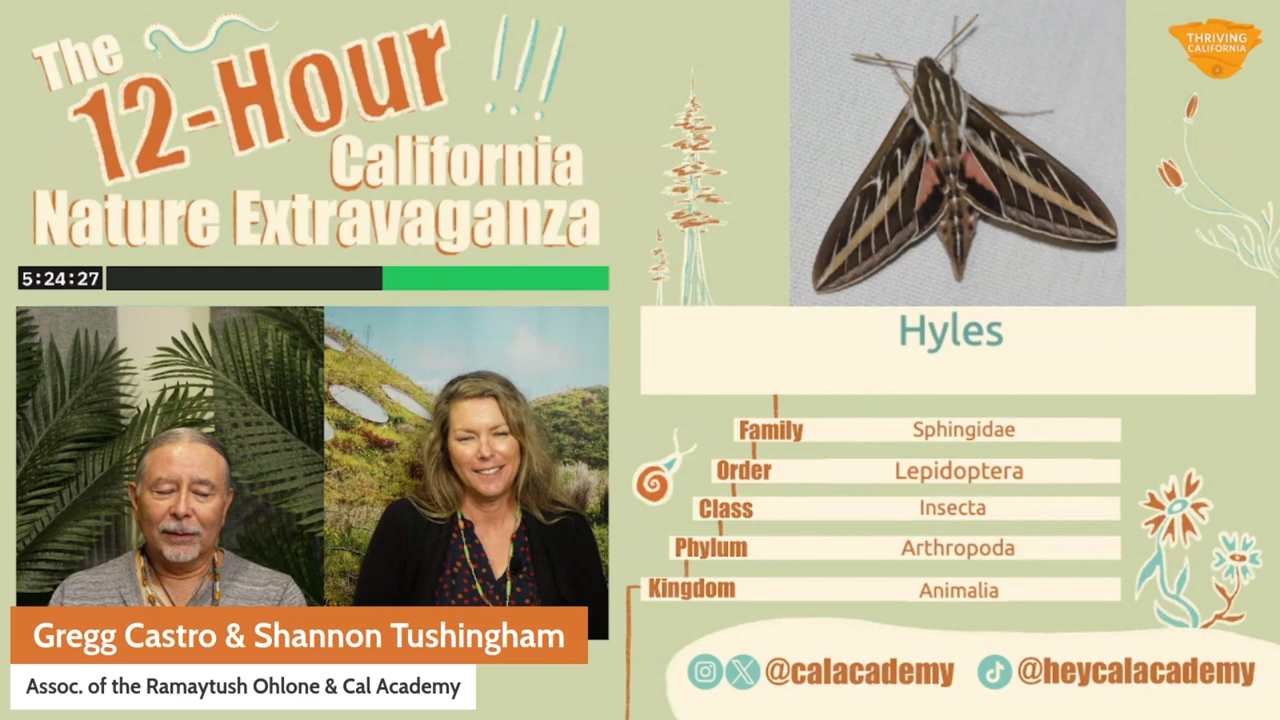 The
12-Hour
California
Nature Extravaganza
!!!
5:24:27
Gregg Castro & Shannon Tushingham
Assoc. of the Ramaytush Ohlone & Cal Academy
THRIVING
CALIFORNIA
Hyles
Family Sphingidae
Order Lepidoptera
Class Insecta
Phylum Arthropoda
Kingdom Animalia
@calacademy @heycalacademy